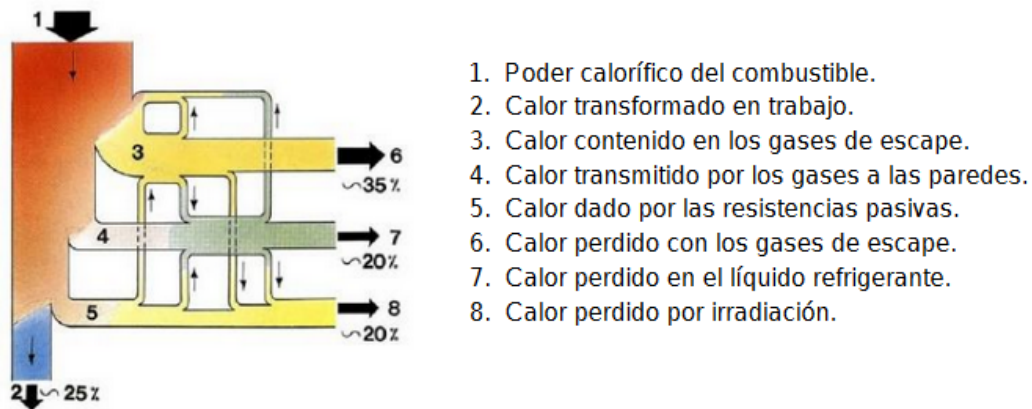 1
3
6
~35%
4
7
~20%
5
8
~20%
2 ~ 25%
1. Poder calorífico del combustible.
2. Calor transformado en trabajo.
3. Calor contenido en los gases de escape.
4. Calor transmitido por los gases a las paredes.
5. Calor dado por las resistencias pasivas.
6. Calor perdido con los gases de escape.
7. Calor perdido en el líquido refrigerante.
8. Calor perdido por irradiación.